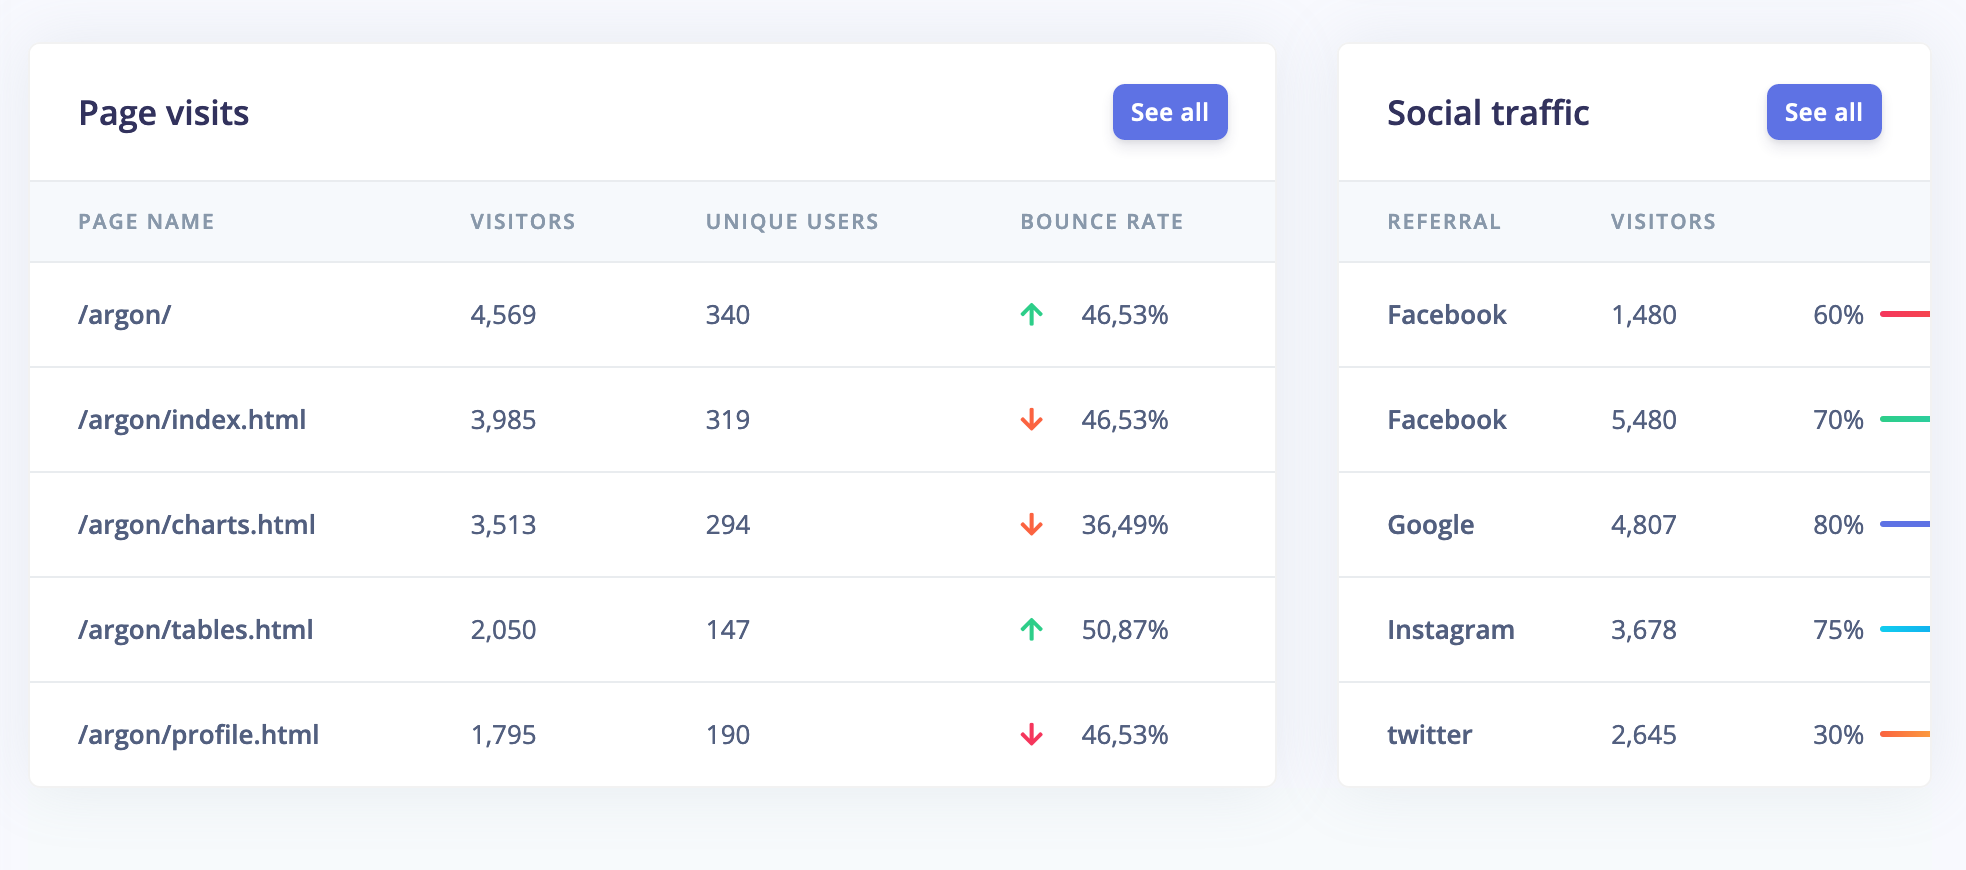 Page visits See all
PAGE NAME VISITORS UNIQUE USERS BOUNCE RATE
/argon/ 4,569 340 46,53%
/argon/index.html 3,985 319 46,53%
/argon/charts.html 3,513 294 36,49%
/argon/tables.html 2,050 147 50,87%
/argon/profile.html 1,795 190 46,53%
Social traffic See all
REFERRAL VISITORS
Facebook 1,480 60%
Facebook 5,480 70%
Google 4,807 80%
Instagram 3,678 75%
twitter 2,645 30%